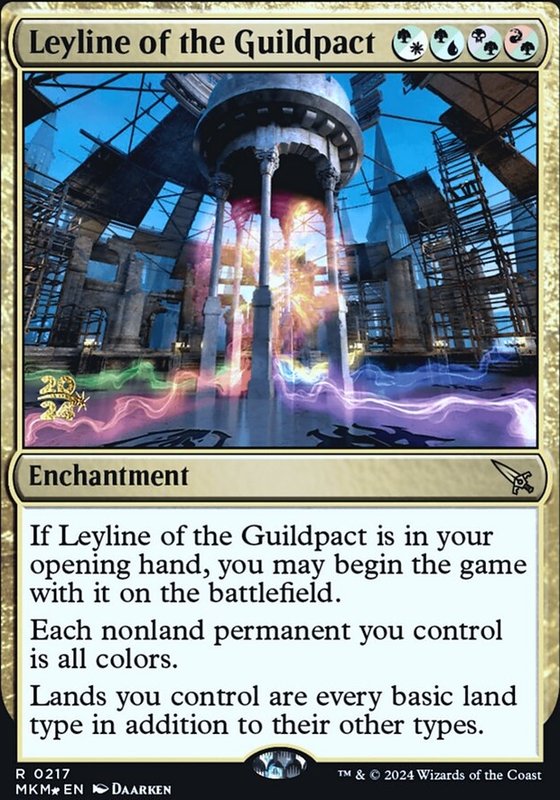 Leyline of the Guildpact
20
24
Enchantment
If Leyline of the Guildpact is in your
opening hand, you may begin the game
with it on the battlefield.
Each nonland permanent you control
is all colors.
Lands you control are every basic land
type in addition to their other types.
R 0217
MKM★EN DAARKEN
™ & © 2024 Wizards of the Coast